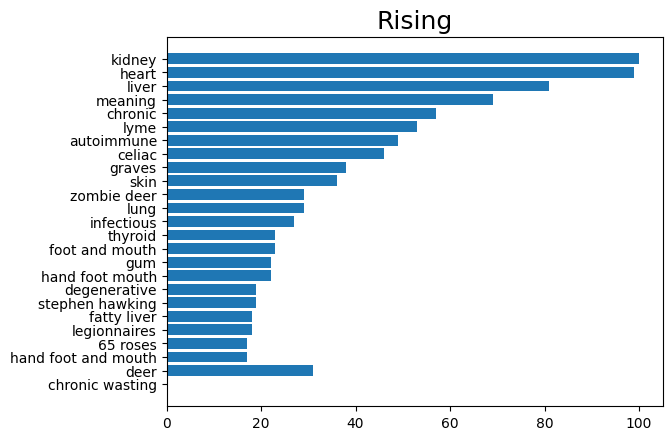 Rising
kidney
heart
liver
meaning
chronic
lyme
autoimmune
celiac
graves
skin
zombie deer
lung
infectious
thyroid
foot and mouth
gum
hand foot mouth
degenerative
stephen hawking
fatty liver
legionnaires
65 roses
hand foot and mouth
deer
chronic wasting
0 20 40 60 80 100